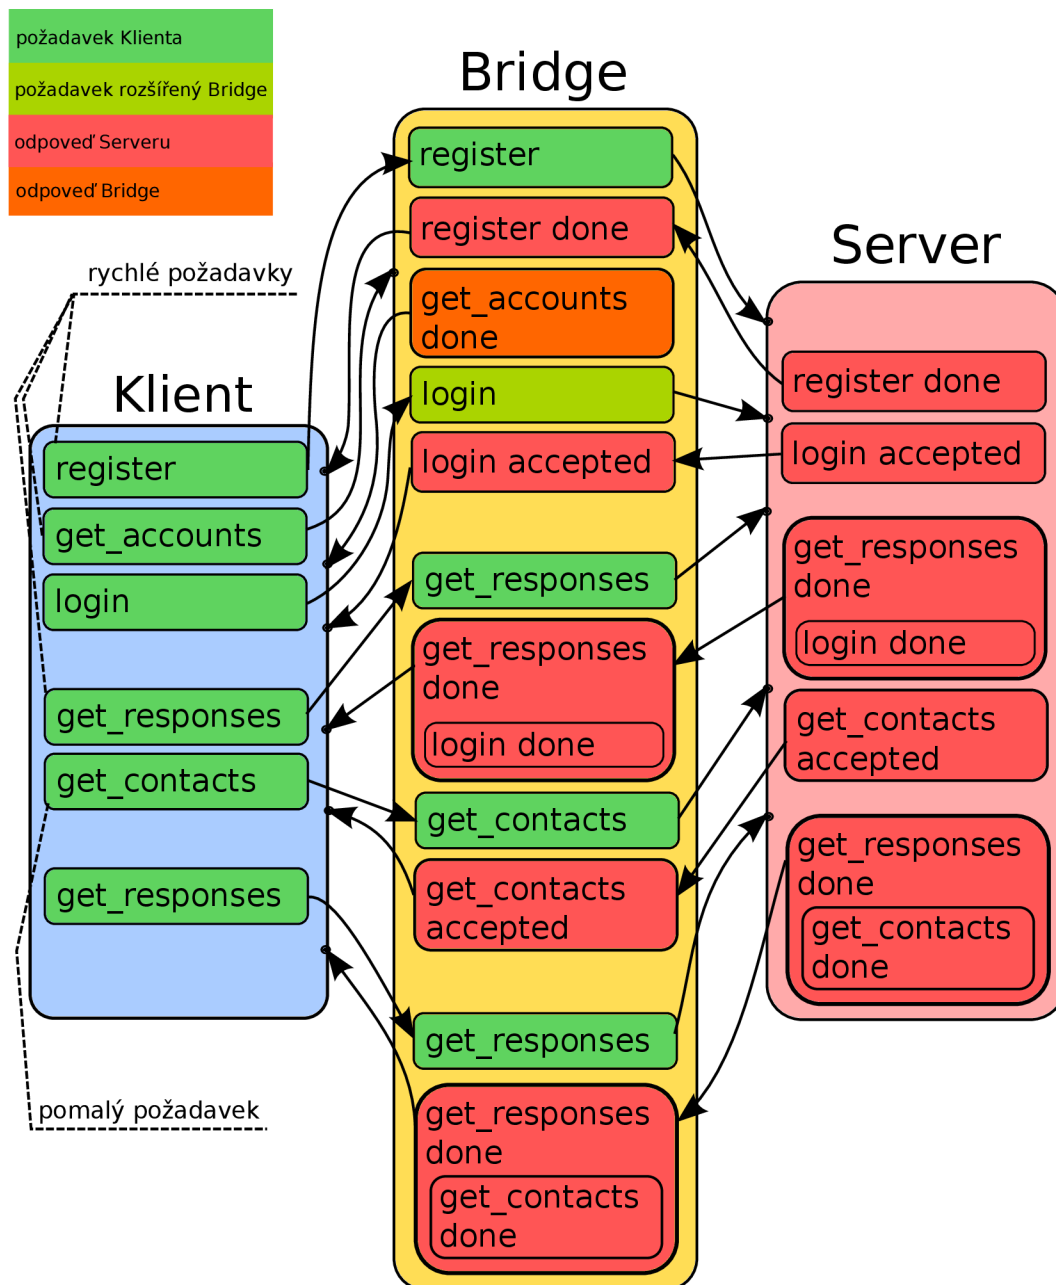 požadavek Klienta
požadavek rozšířený Bridge
odpoveď Serveru
odpoveď Bridge
rychlé požadavky
Klient
register
get_accounts
login
get_responses
get_contacts
get_responses
pomalý požadavek
Bridge
register
register done
get_accounts
done
login
login accepted
get_responses
get_responses
done
login done
get_contacts
get_contacts
accepted
get_responses
get_responses
done
get_contacts
done
Server
register done
login accepted
get_responses
done
login done
get_contacts
accepted
get_responses
done
get_contacts
done